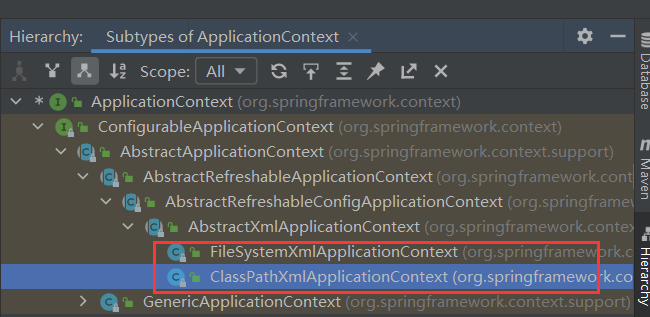 Hierarchy: Subtypes of ApplicationContext
Scope: All
* I ApplicationContext (org.springframework.context)
I ConfigurableApplicationContext (org.springframework.context)
C AbstractApplicationContext (org.springframework.context.support)
C AbstractRefreshableApplicationContext (org.springframework.context
C AbstractRefreshableConfigApplicationContext (org.springframework
C AbstractXmlApplicationContext (org.springframework.context.
C FileSystemXmlApplicationContext (org.springframework.c
C ClassPathXmlApplicationContext (org.springframework.co
C GenericApplicationContext (org.springframework.context.support)
Database
m Maven
Hierarchy